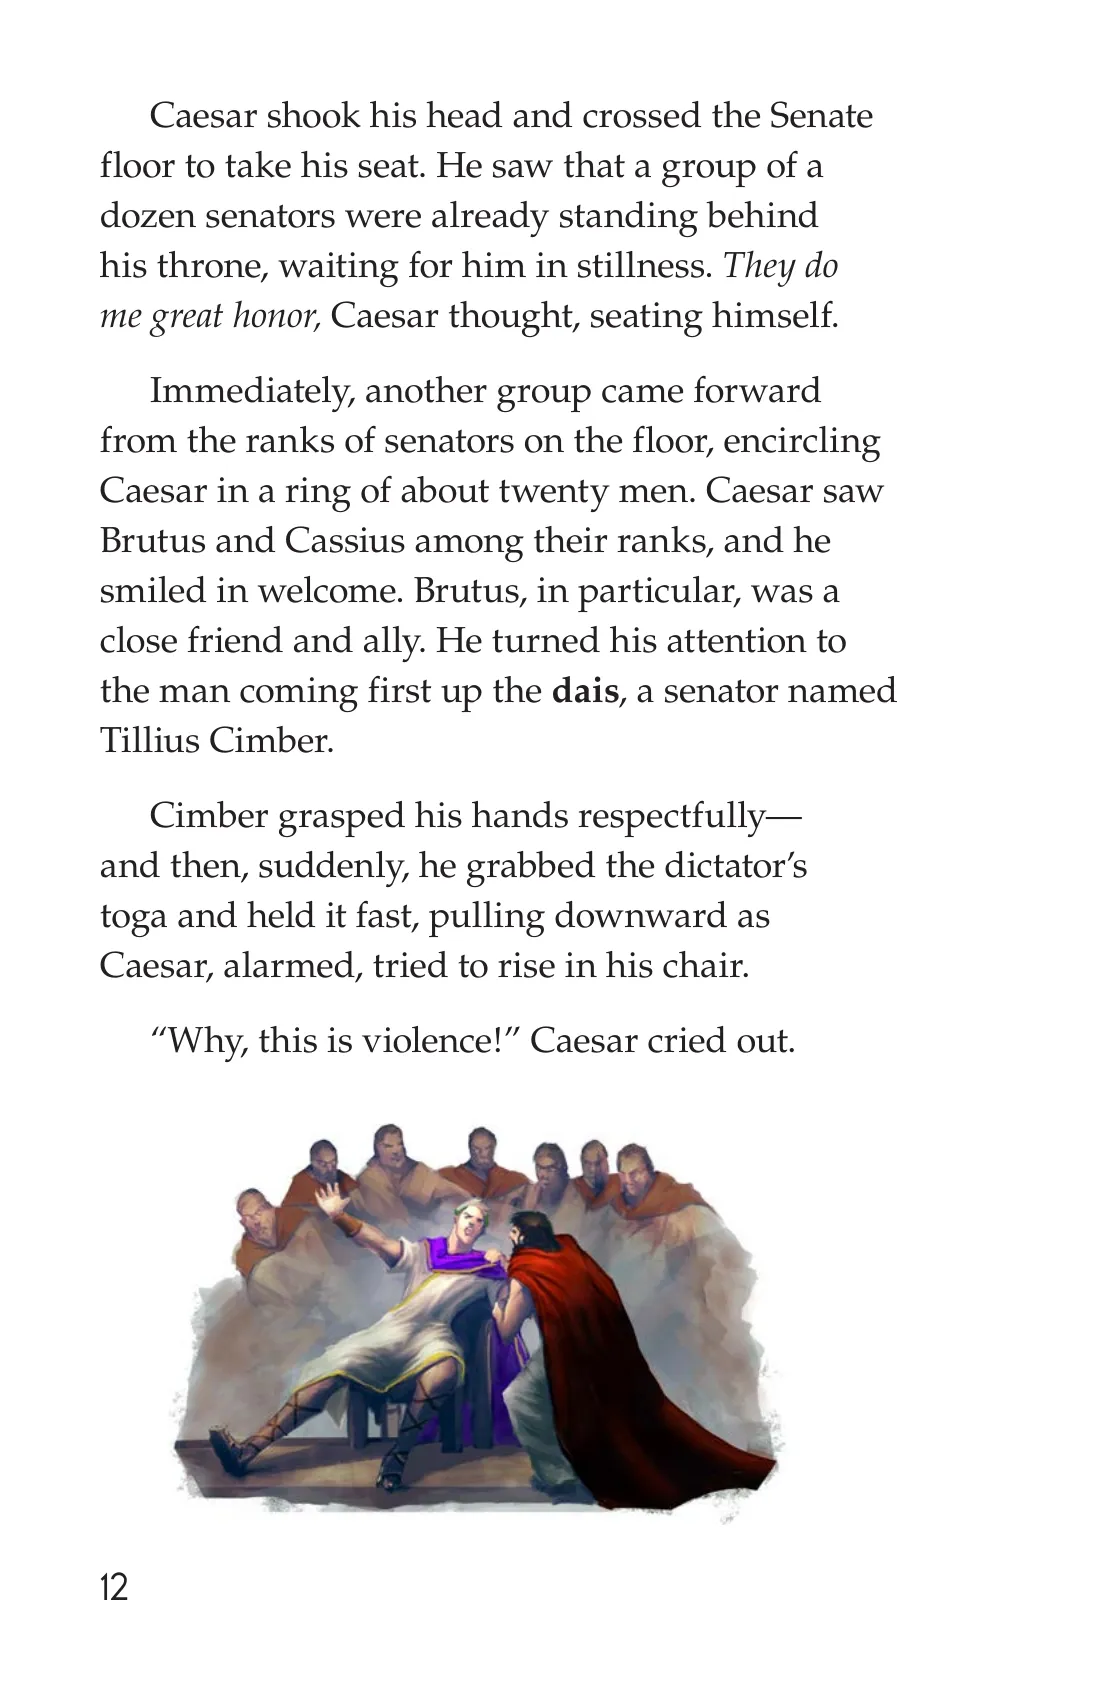 Caesar shook his head and crossed the Senate
floor to take his seat. He saw that a group of a
dozen senators were already standing behind
his throne, waiting for him in stillness. They do
me great honor, Caesar thought, seating himself.
Immediately, another group came forward
from the ranks of senators on the floor, encircling
Caesar in a ring of about twenty men. Caesar saw
Brutus and Cassius among their ranks, and he
smiled in welcome. Brutus, in particular, was a
close friend and ally. He turned his attention to
the man coming first up the dais, a senator named
Tillius Cimber.
Cimber grasped his hands respectfully—
and then, suddenly, he grabbed the dictator’s
toga and held it fast, pulling downward as
Caesar, alarmed, tried to rise in his chair.
“Why, this is violence!” Caesar cried out.
12